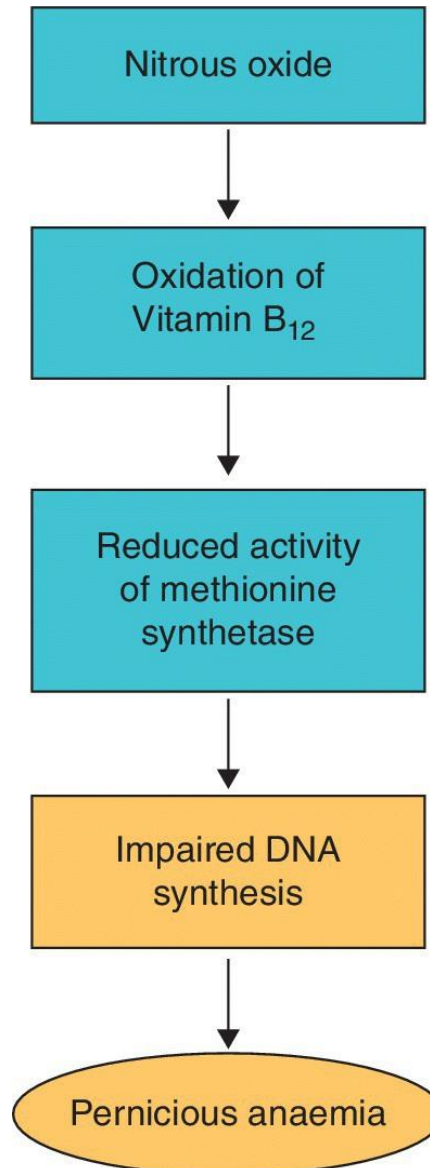 Nitrous oxide
Oxidation of
Vitamin B₁₂
Reduced activity
of methionine
synthetase
Impaired DNA
synthesis
Pernicious anaemia